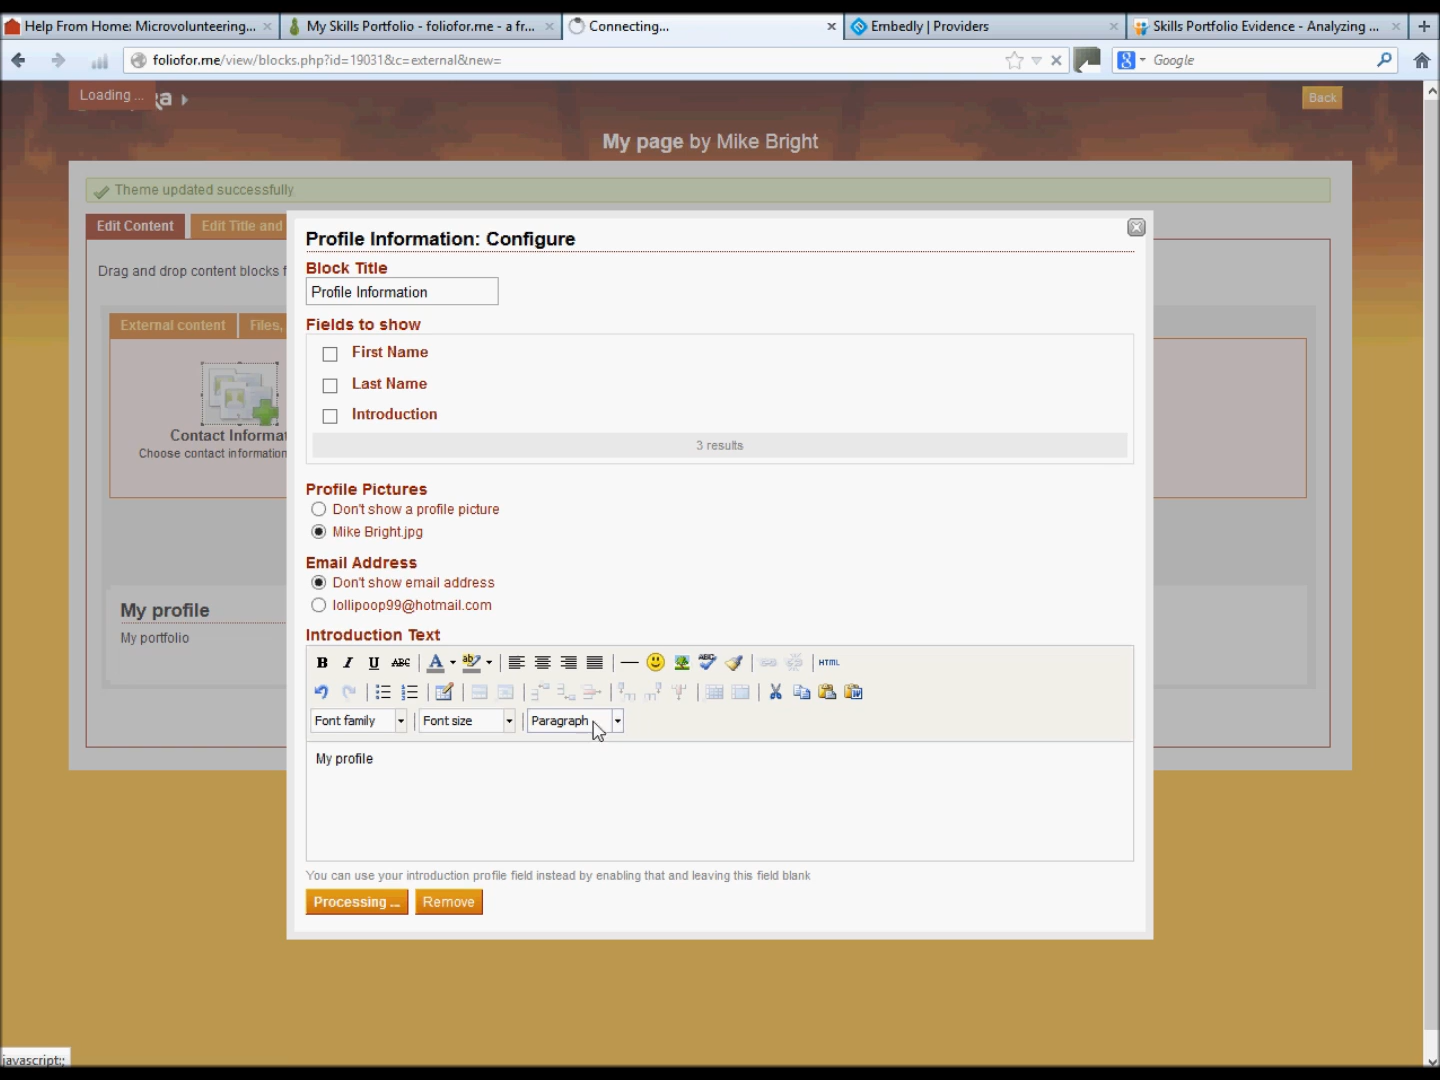 Help From Home: Microvolunteering...
My Skills Portfolio - foliofor.me - a fr...
Connecting...
Embedly | Providers
Skills Portfolio Evidence - Analyzing ...
foliofor.me/view/blocks.php?id=19031&c=external&new=
Google
Loading ...
Back
My page by Mike Bright
Theme updated successfully
Edit Content
Edit Title and
Drag and drop content blocks f
External content
Files,
Contact Informat
Choose contact information
My profile
My portfolio
Profile Information: Configure
Block Title
Profile Information
Fields to show
First Name
Last Name
Introduction
3 results
Profile Pictures
Don't show a profile picture
Mike Bright.jpg
Email Address
Don't show email address
lollipoop99@hotmail.com
Introduction Text
B I U ABC A ab ABC HTML
Font family
Font size
Paragraph
My profile
You can use your introduction profile field instead by enabling that and leaving this field blank
Processing ...
Remove
javascript:;